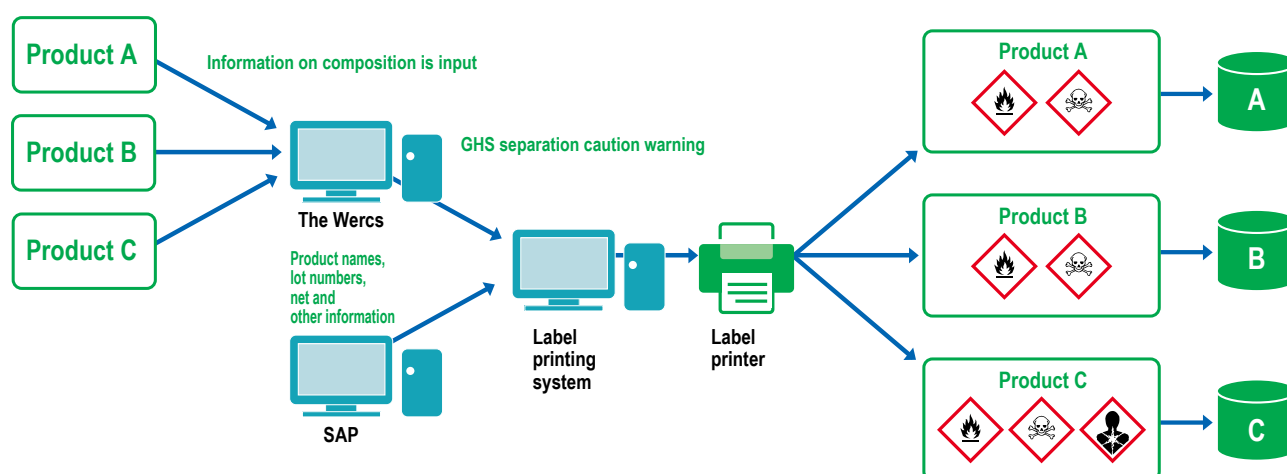 Product A
Product B
Product C
Information on composition is input
The Wercs
GHS separation caution warning
Product names,
lot numbers,
net and
other information
SAP
Label
printing
system
Label
printer
Product A
A
Product B
B
Product C
C